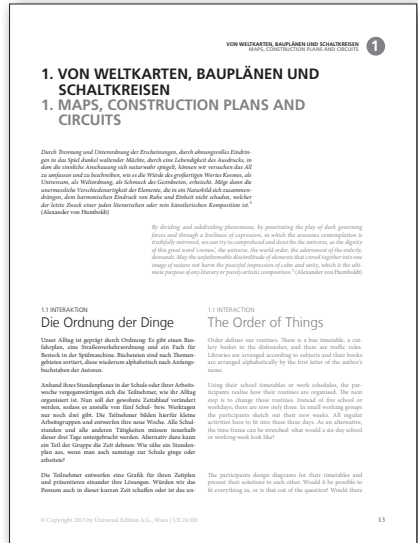 VON WELTKARTEN, BAUPLÄNEN UND SCHALTKREISEN
MAPS, CONSTRUCTION PLANS AND CIRCUITS
1
1. VON WELTKARTEN, BAUPLÄNEN UND
SCHALTKREISEN
1. MAPS, CONSTRUCTION PLANS AND
CIRCUITS
Durch Trennung und Unterordnung der Erscheinungen, durch ahnungsvolles Eindrin-
gen in das Spiel dunkel waltender Mächte, durch eine Lebendigkeit des Ausdrucks, in
dem die sinnliche Anschauung sich naturwahr spiegelt, können wir versuchen das All
zu umfassen und zu beschreiben, wie es die Würde des großartigen Wortes Kosmos, als
Universum, als Weltordnung, als Schmuck des Geordneten, erheischt. Möge dann die
unermessliche Verschiedenartigkeit der Elemente, die in ein Naturbild sich zusammen-
drängen, dem harmonischen Eindruck von Ruhe und Einheit nicht schaden, welcher
der letzte Zweck einer jeden literarischen oder rein künstlerischen Komposition ist.
(Alexander von Humboldt)
By dividing and subdividing phenomena, by penetrating the play of dark governing
forces and through a liveliness of expression, in which the sensuous contemplation is
truthfully mirrored, we can try to comprehend and describe the universe, as the dignity
of this great word 'cosmos', the universe, the world order, the adornment of the orderly,
demands. May the unfathomable dissimilitude of elements that crowd together into one
image of nature not harm the peaceful impression of calm and unity, which is the ulti-
mate purpose of any literary or purely artistic composition. (Alexander von Humboldt)
1.1 INTERAKTION
Die Ordnung der Dinge
Unser Alltag ist geprägt durch Ordnung: Es gibt einen Bus-
fahrplan, eine Straßenverkehrsordnung und ein Fach für
Besteck in der Spülmaschine. Büchereien sind nach Themen-
gebieten sortiert, diese wiederum alphabetisch nach Anfangs-
buchstaben der Autoren.
Anhand ihres Stundenplanes in der Schule oder ihrer Arbeits-
woche vergegenwärtigen sich die Teilnehmer, wie ihr Alltag
organisiert ist. Nun soll der gewohnte Zeitablauf verändert
werden, sodass es anstelle von fünf Schul- bzw. Werktagen
nur noch drei gibt. Die Teilnehmer bilden hierfür kleine
Arbeitsgruppen und entwerfen ihre neue Woche. Alle Schul-
stunden und alle anderen Tätigkeiten müssen innerhalb
dieser drei Tage untergebracht werden. Alternativ dazu kann
ein Teil der Gruppe die Zeit dehnen: Wie sähe ein Stunden-
plan aus, wenn man auch samstags zur Schule ginge oder
arbeitete?
Die Teilnehmer entwerfen eine Grafik für ihren Zeitplan
und präsentieren einander ihre Lösungen. Würden wir das
Pensum auch in dieser kurzen Zeit schaffen oder ist das un-
1.1 INTERACTION
The Order of Things
Order defines our routines. There is a bus timetable, a cut-
lery basket in the dishwasher, and there are traffic rules.
Libraries are arranged according to subjects and their books
are arranged alphabetically by the first letter of the author's
name.
Using their school timetables or work schedules, the par-
ticipants realise how their routines are organised. The next
step is to change those routines. Instead of five school or
workdays, there are now only three. In small working groups
the participants sketch out their new weeks. All regular
activities have to fit into these three days. As an alternative,
the time frame can be stretched: what would a six-day school
or working week look like?
The participants design diagrams for their timetables and
present their solutions to each other. Would it be possible to
fit everything in, or is that out of the question? Would there
© Copyright 2015 by Universal Edition A.G., Wien | UE 26 308
13